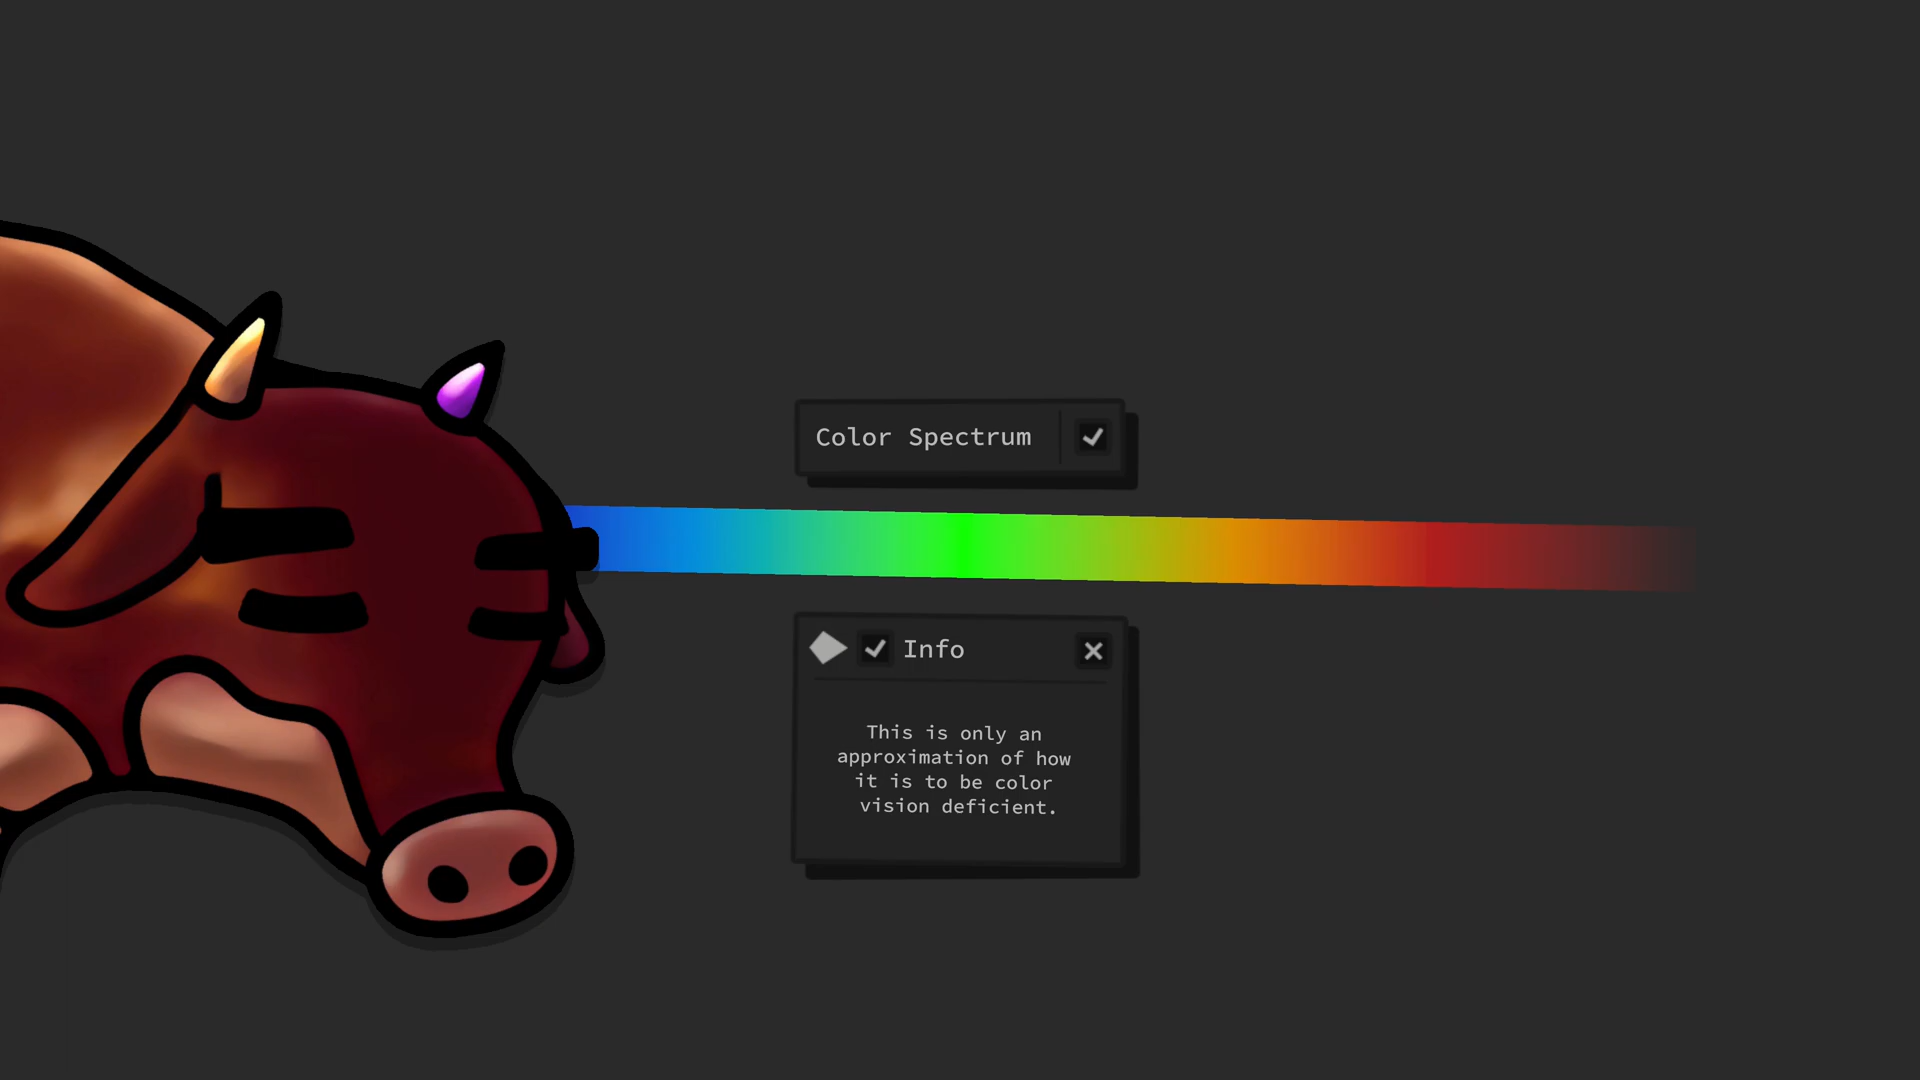 Color Spectrum
Info
This is only an
approximation of how
it is to be color
vision deficient.